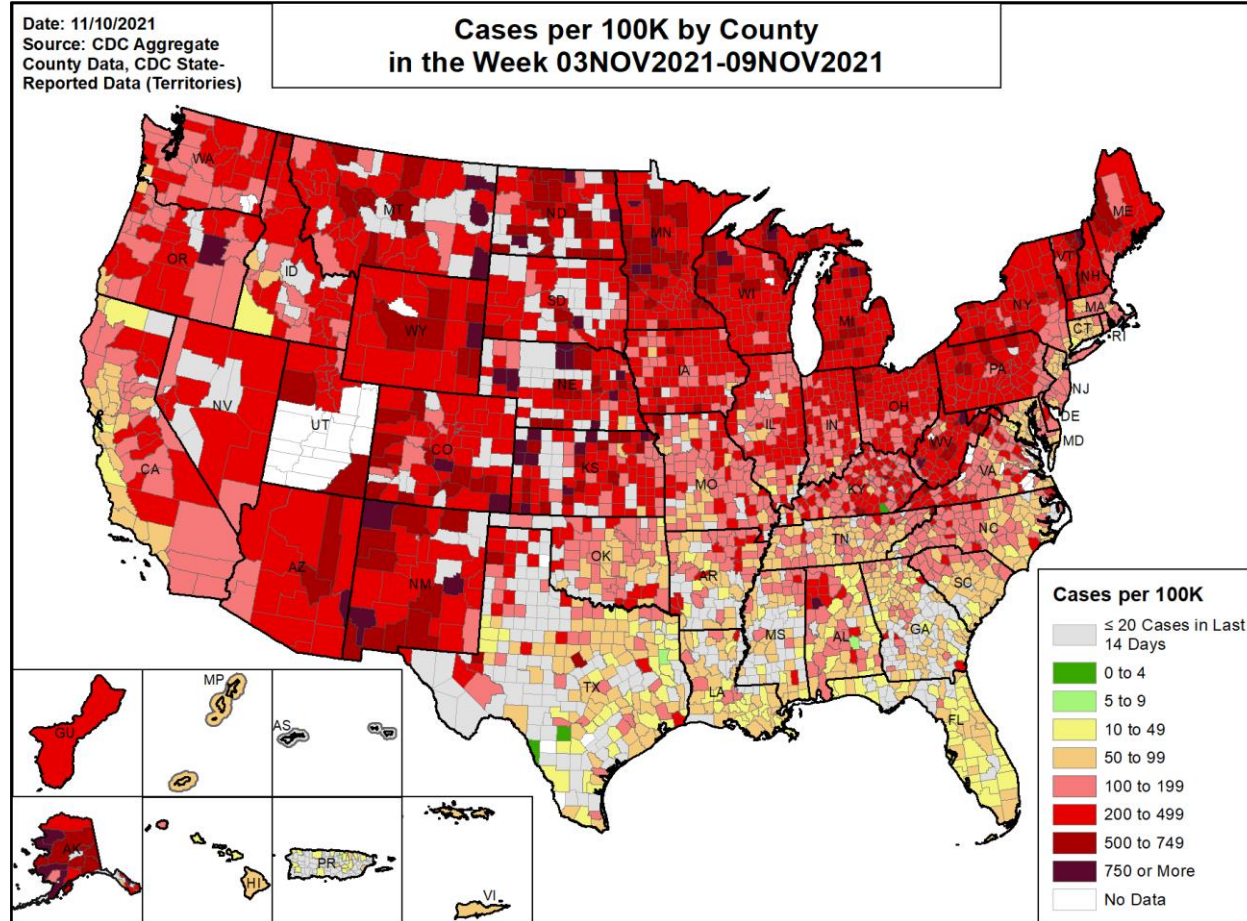 Date: 11/10/2021
Source: CDC Aggregate
County Data, CDC State-
Reported Data (Territories)
Cases per 100K by County
in the Week 03NOV2021-09NOV2021
WA
MT
ND
MN
ME
OR
ID
SD
WI
VT
NH
WY
MI
NY
MA
CT
RI
NV
NE
IA
PA
NJ
UT
IL
IN
OH
DE
CA
CO
KS
MO
WV
MD
KY
VA
AZ
NM
OK
AR
TN
NC
MS
AL
GA
SC
TX
LA
FL
GU
MP
AS
AK
HI
PR
VI
Cases per 100K
≤ 20 Cases in Last
14 Days
0 to 4
5 to 9
10 to 49
50 to 99
100 to 199
200 to 499
500 to 749
750 or More
No Data